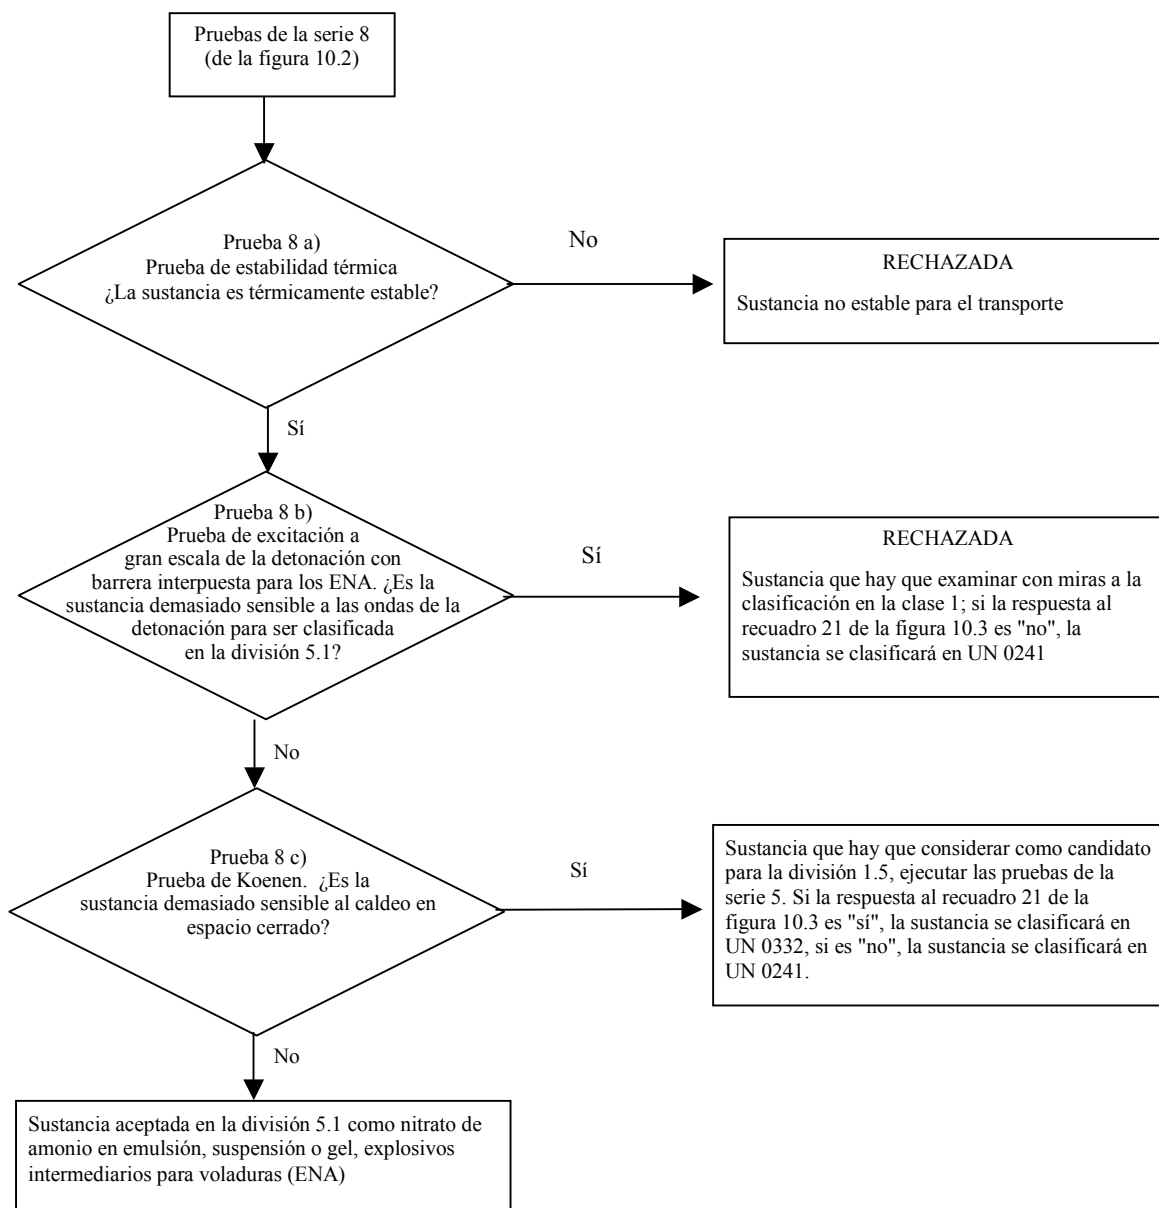 Pruebas de la serie 8
(de la figura 10.2)
Prueba 8 a)
Prueba de estabilidad térmica
¿La sustancia es térmicamente estable?
No
RECHAZADA
Sustancia no estable para el transporte
Sí
Prueba 8 b)
Prueba de excitación a
gran escala de la detonación con
barrera interpuesta para los ENA. ¿Es la
sustancia demasiado sensible a las ondas de la
detonación para ser clasificada
en la división 5.1?
Sí
RECHAZADA
Sustancia que hay que examinar con miras a la
clasificación en la clase 1; si la respuesta al
recuadro 21 de la figura 10.3 es "no", la
sustancia se clasificará en UN 0241
No
Prueba 8 c)
Prueba de Koenen.  ¿Es la
sustancia demasiado sensible al caldeo en
espacio cerrado?
Sí
Sustancia que hay que considerar como candidato
para la división 1.5, ejecutar las pruebas de la
serie 5. Si la respuesta al recuadro 21 de la
figura 10.3 es "sí", la sustancia se clasificará en
UN 0332, si es "no", la sustancia se clasificará en
UN 0241.
No
Sustancia aceptada en la división 5.1 como nitrato de
amonio en emulsión, suspensión o gel, explosivos
intermediarios para voladuras (ENA)